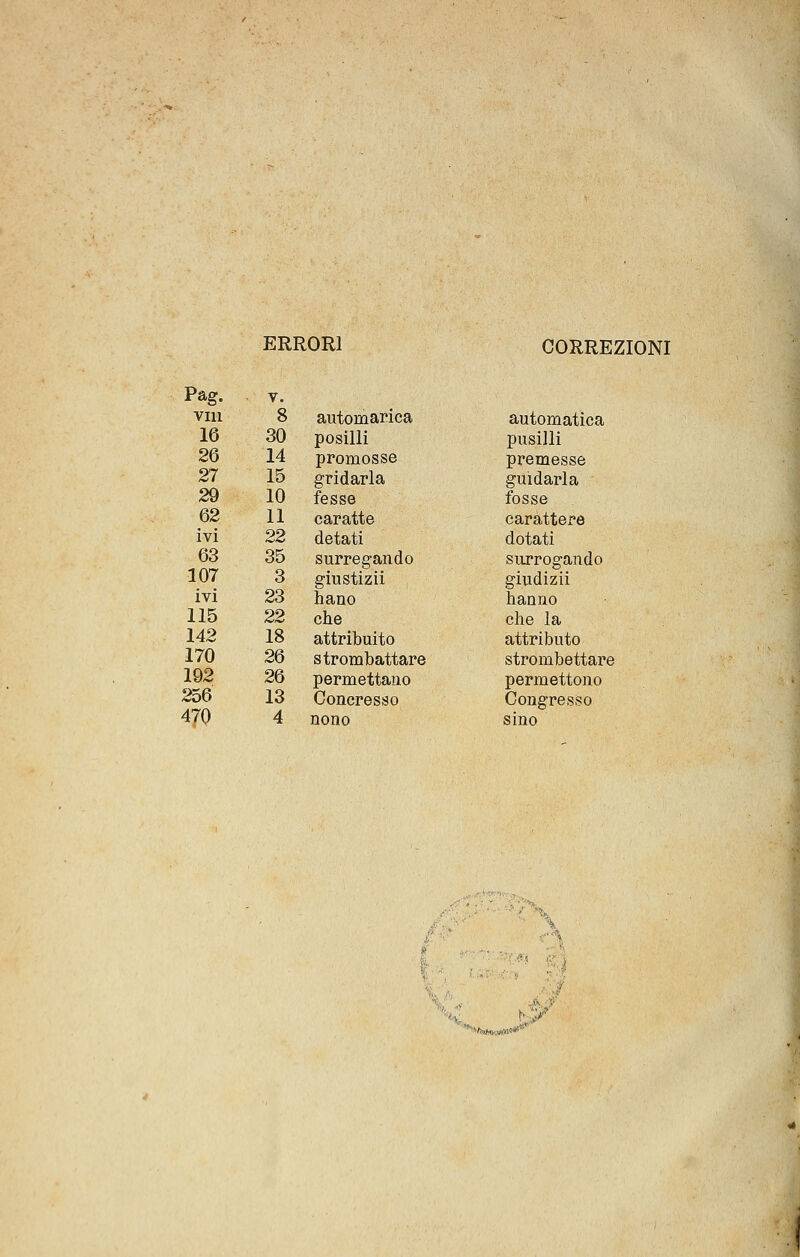 ERRORI CORREZIONI
Pag. v.
viii 8 automarica automatica
16 30 posilli pusilli
26 14 promosse premesse
27 15 gridarla guidarla
29 10 fesse fosse
62 11 caratte carattere
ivi 22 detati dotati
63 35 surregando surrogando
107 3 giustizii giudizii
ivi 23 hano hanno
115 22 che che la
142 18 attribuito attributo
170 26 strombattare strombettare
192 26 permettano permettono
256 13 Concresso Congresso
470 4 nono sino